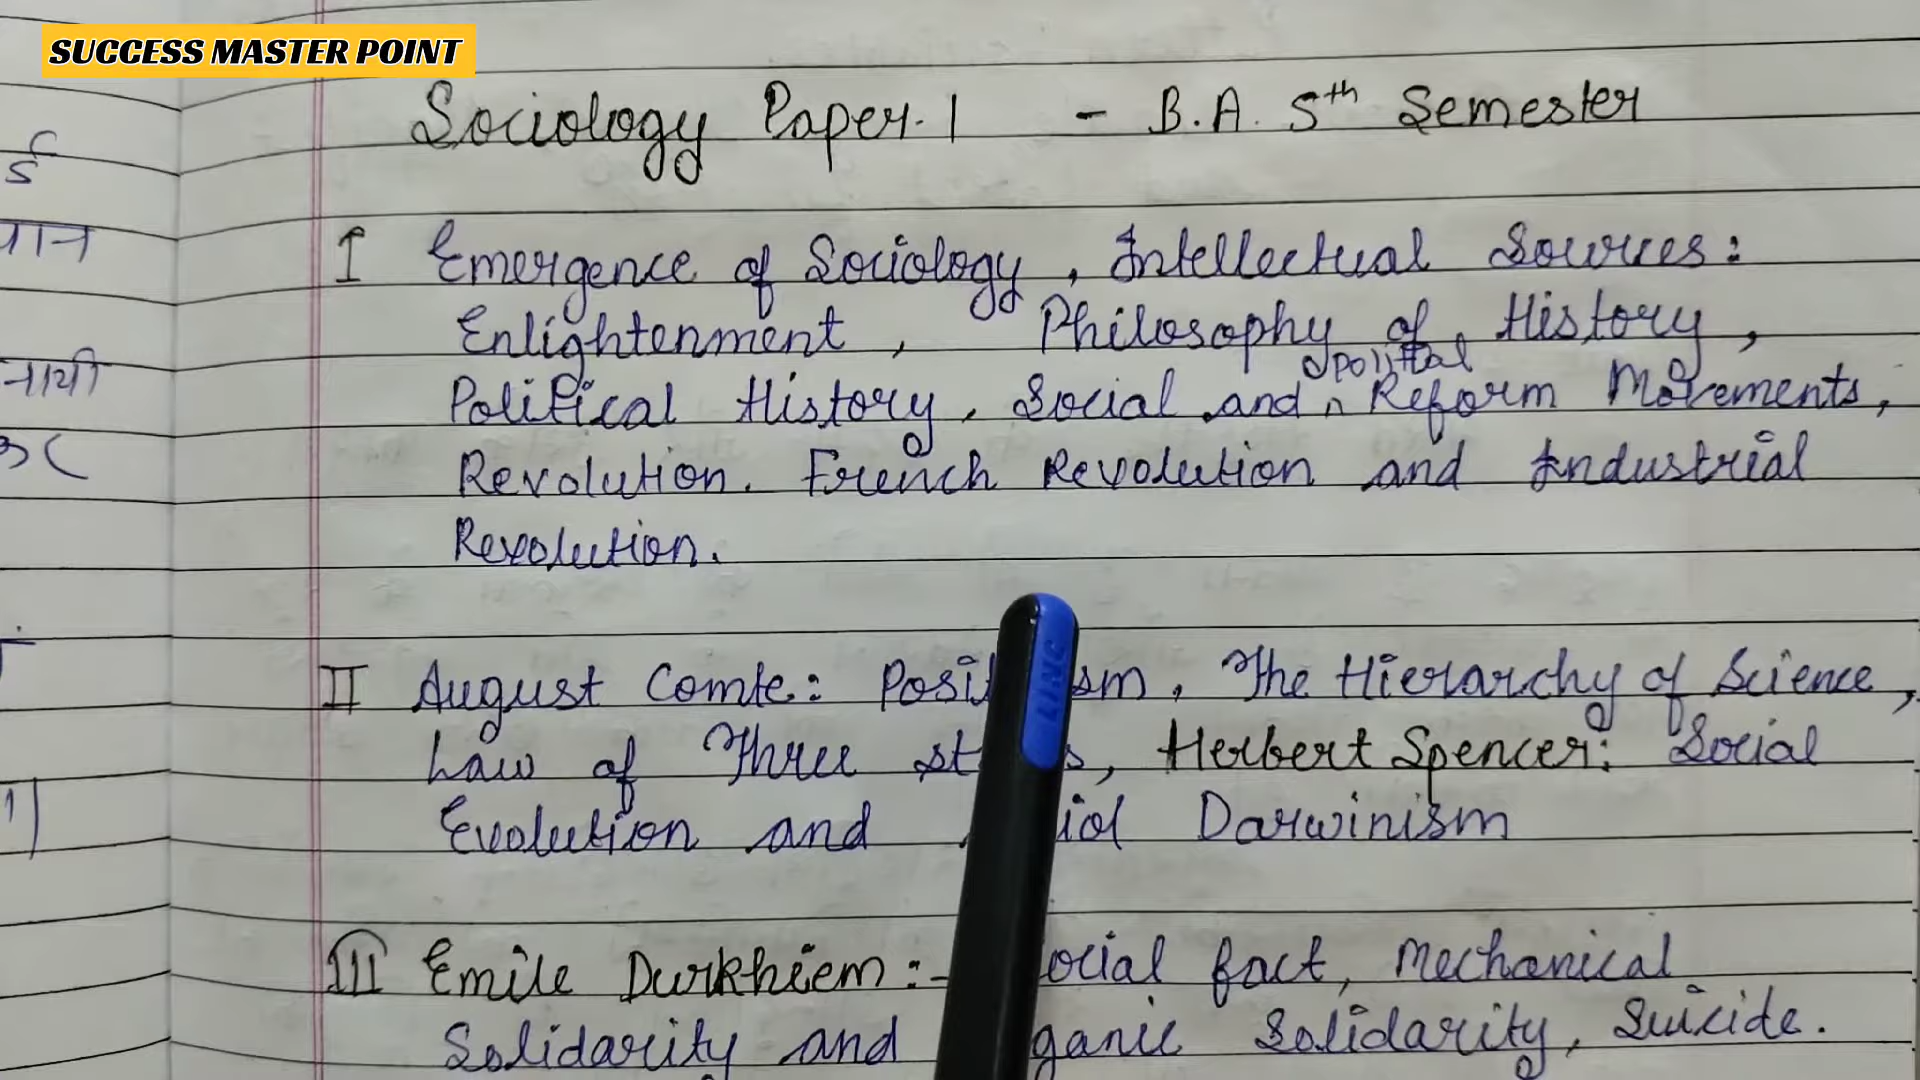 SUCCESS MASTER POINT
Sociology Paper.1 - B.A. 5th Semester
I Emergence of Sociology, Intellectual Sources:
Enlightenment, Philosophy of History,
political
Political History, Social and ^ Reform Movements,
Revolution. French Revolution and Industrial
Revolution.
II August Comte: Posi sm, The Hierarchy of Science,
Law of Three st s, Herbert Spencer: Social
Evolution and Darwinism
III Emile Durkhiem:- ocial fact, Mechanical
Solidarity and ganic Solidarity, Suicide.
LINC